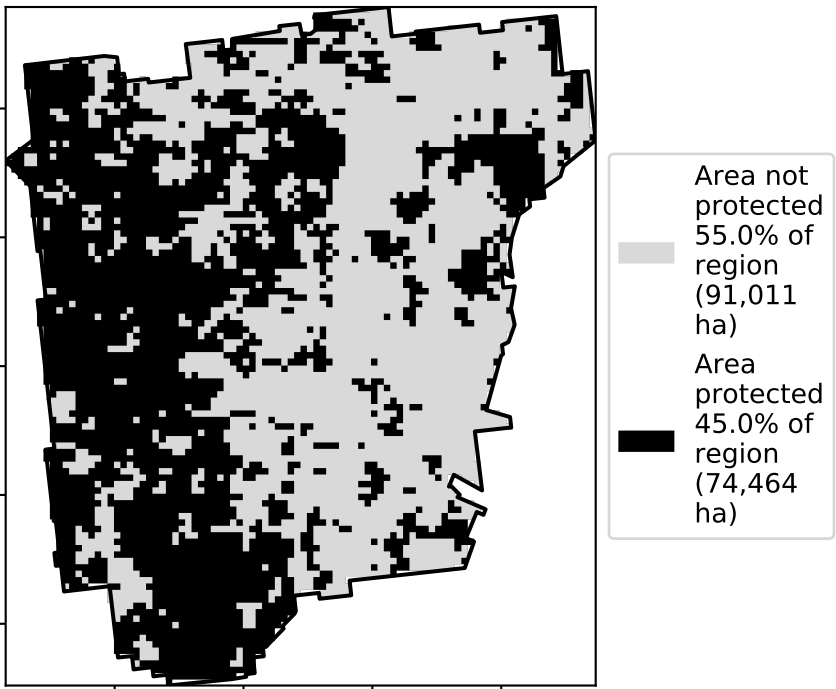 Area not
protected
55.0% of
region
(91,011
ha)
Area
protected
45.0% of
region
(74,464
ha)